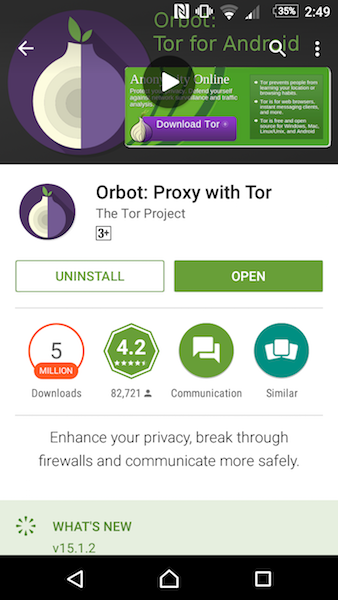 35% 2:49
Orbot:
Tor for Android
Anonymity Online
Protect your privacy. Defend yourself
against network surveillance and traffic
analysis.
Download Tor
Tor prevents people from
learning your location or
browsing habits.
Tor is for web browsers,
instant messaging clients,
and more.
Tor is free and open
source for Windows, Mac,
Linux/Unix, and Android
Orbot: Proxy with Tor
The Tor Project
3+
UNINSTALL
OPEN
5
MILLION
Downloads
4.2
82,721
Communication
Similar
Enhance your privacy, break through
firewalls and communicate more safely.
WHAT'S NEW
v15.1.2